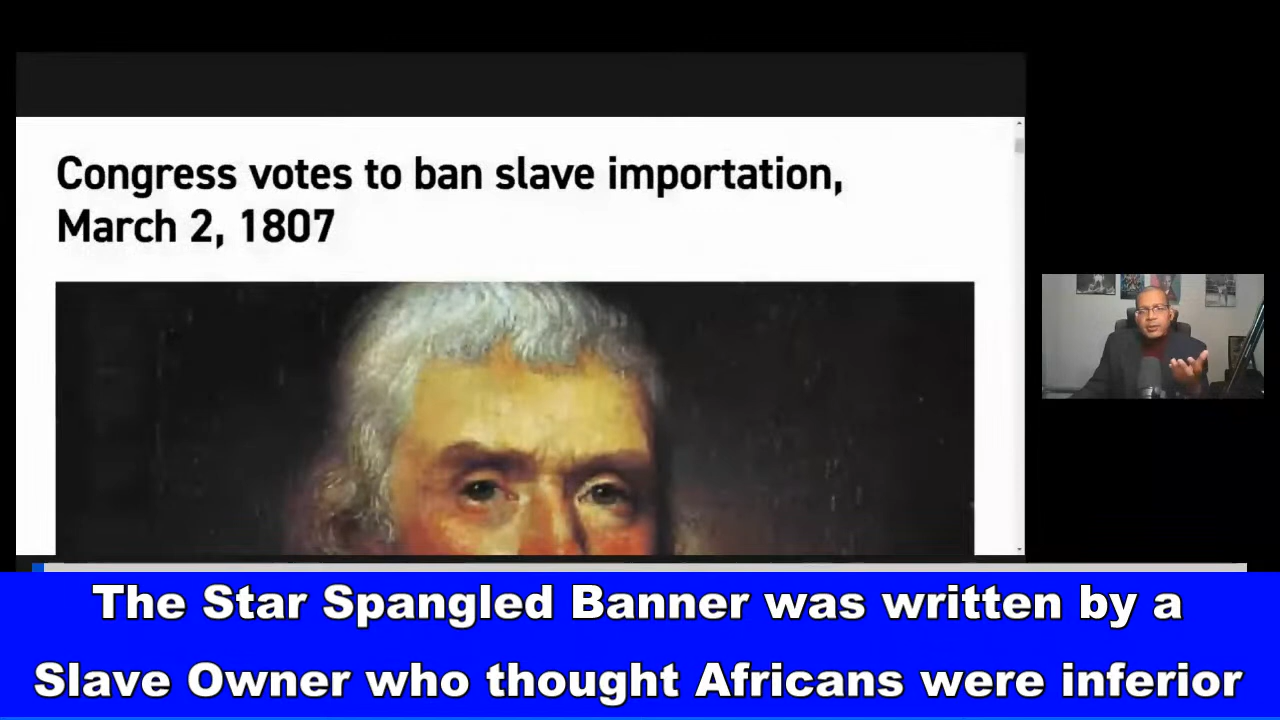 Congress votes to ban slave importation,
March 2, 1807
The Star Spangled Banner was written by a
Slave Owner who thought Africans were inferior